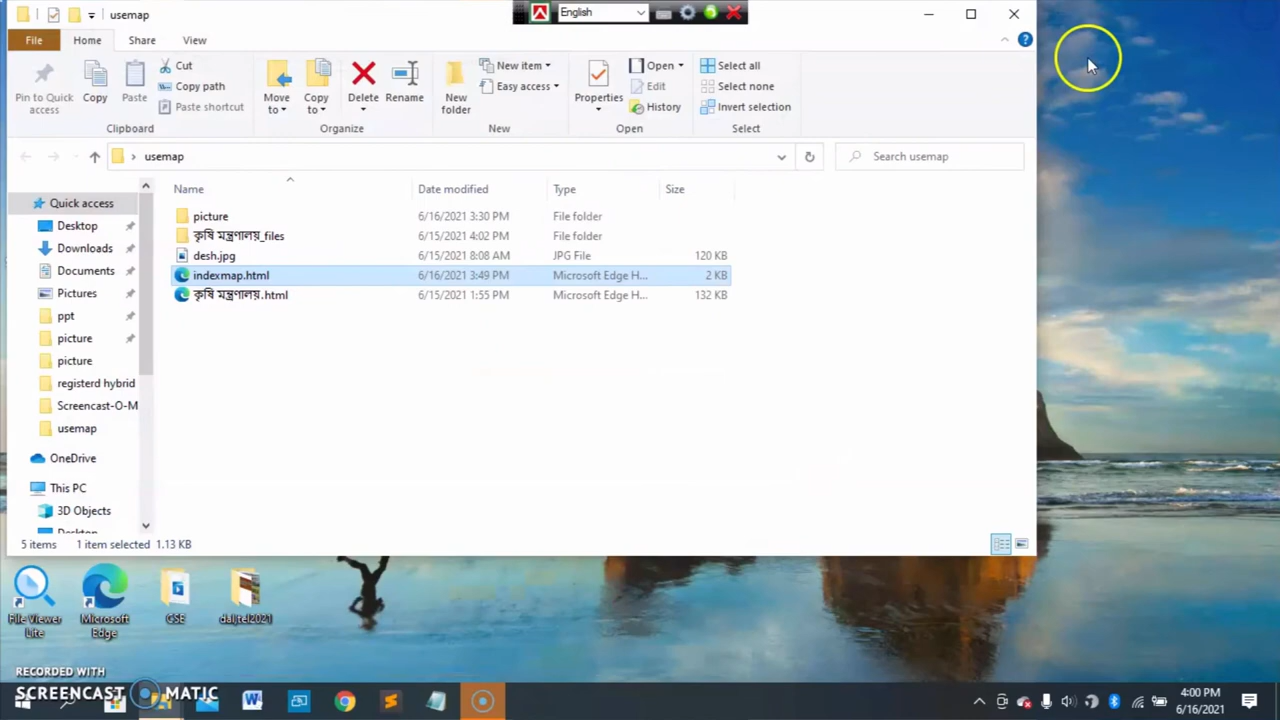 usemap
English
File Home Share View
Pin to Quick access
Copy
Paste
Cut
Copy path
Paste shortcut
Clipboard
Move to
Copy to
Delete
Rename
Organize
New folder
New item
Easy access
New
Properties
Open
Edit
History
Open
Select all
Select none
Invert selection
Select
usemap
Search usemap
Name Date modified Type Size
picture 6/16/2021 3:30 PM File folder
কৃষি মন্ত্রণালয়_files 6/15/2021 4:02 PM File folder
desh.jpg 6/15/2021 8:08 AM JPG File 120 KB
indexmap.html 6/16/2021 3:49 PM Microsoft Edge H... 2 KB
কৃষি মন্ত্রণালয়.html 6/15/2021 1:55 PM Microsoft Edge H... 132 KB
Quick access
Desktop
Downloads
Documents
Pictures
ppt
picture
picture
registerd hybrid
Screencast-O-M
usemap
OneDrive
This PC
3D Objects
Desktop
5 items 1 item selected 1.13 KB
File Viewer Lite
Microsoft Edge
GSE
RECORDED WITH
SCREENCAST MATIC
4:00 PM
6/16/2021